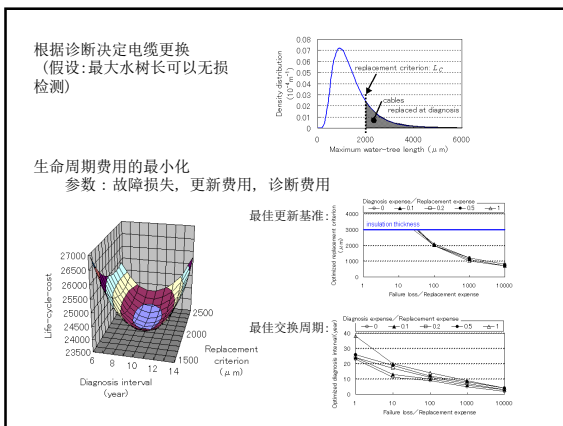 根据诊断决定电缆更换
(假设:最大水树长可以无损
检测)
Density distribution
(10⁻⁴m⁻¹)
0.08
0.07
0.06
0.05
0.04
0.03
0.02
0.01
0
replacement criterion: L_C
cables
replaced at diagnosis
0 2000 4000 6000
Maximum water-tree length (μm)
生命周期费用的最小化
参数：故障损失, 更新费用, 诊断费用
Life-cycle-cost
27000
26500
26000
25500
25000
24500
24000
23500
6 8 10 12 14
Diagnosis interval
(year)
2500
2000
1500
Replacement
criterion
(μm)
最佳更新基准:
Diagnosis expense/Replacement expense
0 0.1 0.2 0.5 1
Optimized replacement criterion
(μm)
4000
3000
2000
1000
0
insulation thickness
1 10 100 1000 10000
Failure loss/Replacement expense
最佳交换周期:
Diagnosis expense/Replacement expense
0 0.1 0.2 0.5 1
Optimized diagnosis interval(year)
40
30
20
10
0
1 10 100 1000 10000
Failure loss/Replacement expense